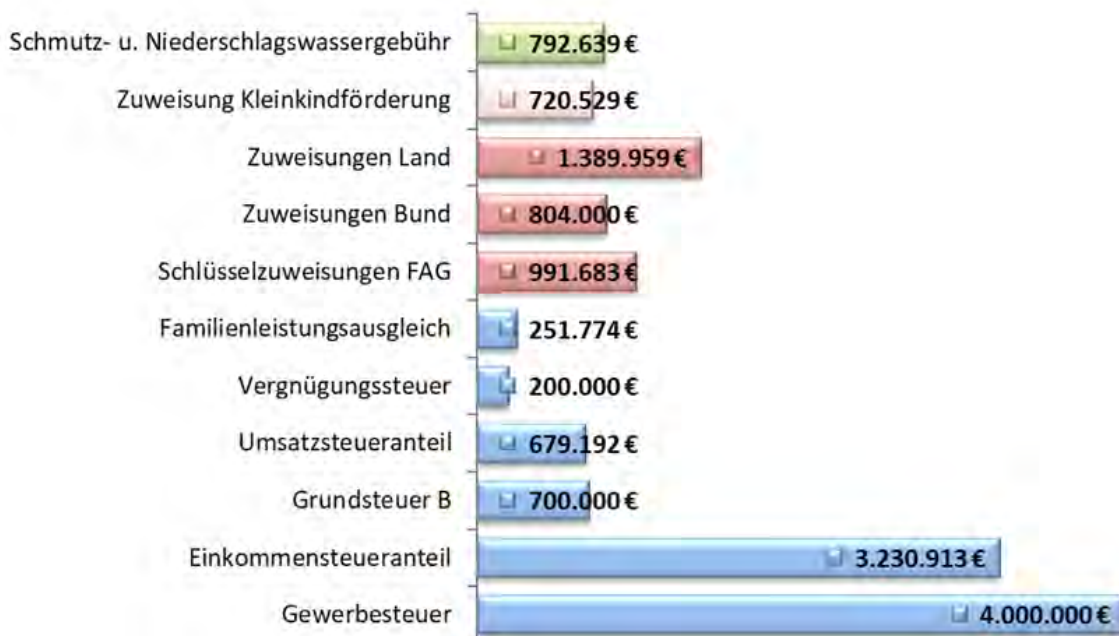 Schmutz- u. Niederschlagswassergebühr 792.639 €
Zuweisung Kleinkindförderung 720.529 €
Zuweisungen Land 1.389.959 €
Zuweisungen Bund 804.000 €
Schlüsselzuweisungen FAG 991.683 €
Familienleistungsausgleich 251.774 €
Vergnügungssteuer 200.000 €
Umsatzsteueranteil 679.192 €
Grundsteuer B 700.000 €
Einkommensteueranteil 3.230.913 €
Gewerbesteuer 4.000.000 €